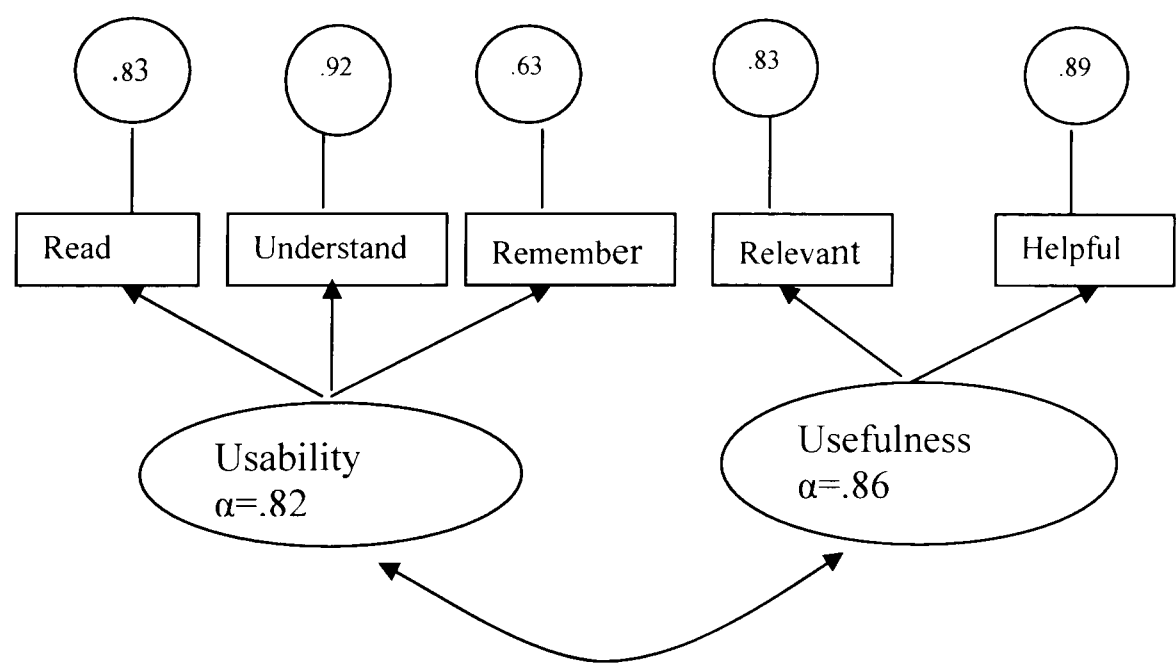 .83
.92
.63
.83
.89
Read
Understand
Remember
Relevant
Helpful
Usability
α=.82
Usefulness
α=.86